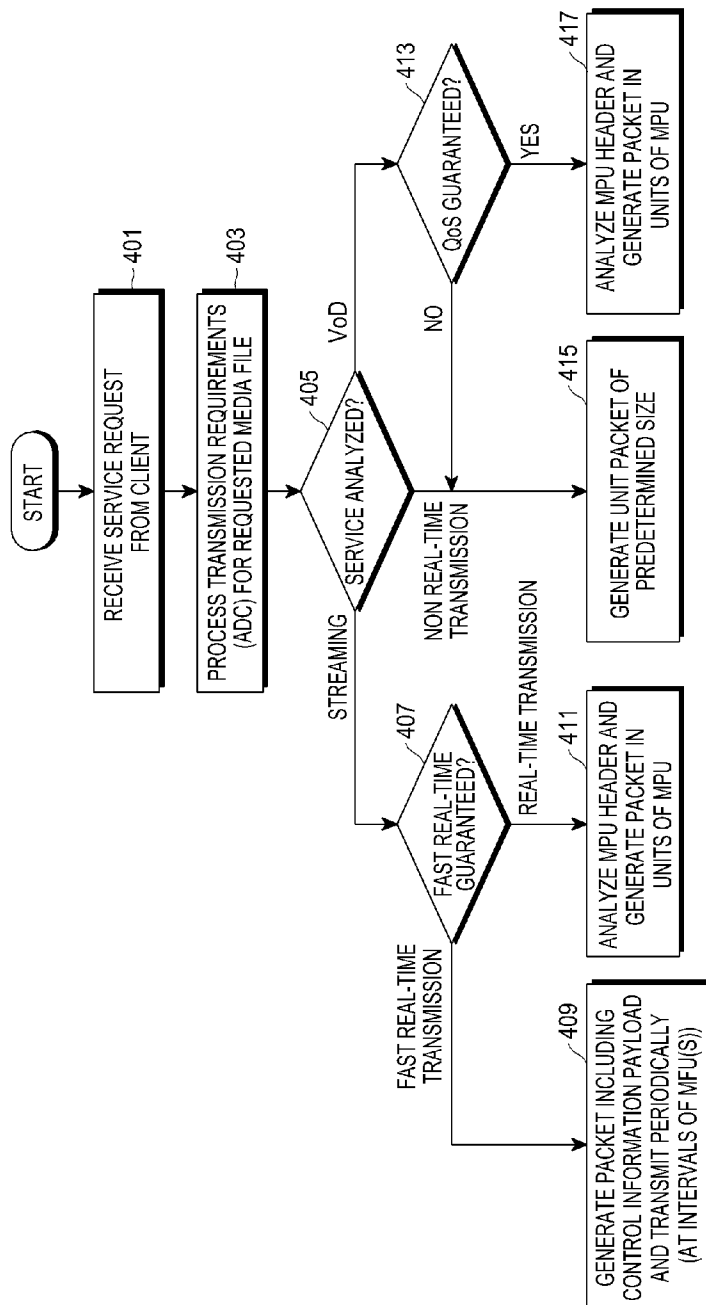 START
RECEIVE SERVICE REQUEST
FROM CLIENT
401
PROCESS TRANSMISSION REQUIREMENTS
(ADC) FOR REQUESTED MEDIA FILE
403
SERVICE ANALYZED?
405
STREAMING
VoD
NON REAL-TIME
TRANSMISSION
FAST REAL-TIME
GUARANTEED?
407
FAST REAL-TIME
TRANSMISSION
REAL-TIME TRANSMISSION
QoS GUARANTEED?
413
NO
YES
GENERATE PACKET INCLUDING
CONTROL INFORMATION PAYLOAD
AND TRANSMIT PERIODICALLY
(AT INTERVALS OF MFU(S))
409
ANALYZE MPU HEADER AND
GENERATE PACKET IN
UNITS OF MPU
411
GENERATE UNIT PACKET OF
PREDETERMINED SIZE
415
ANALYZE MPU HEADER AND
GENERATE PACKET IN
UNITS OF MPU
417